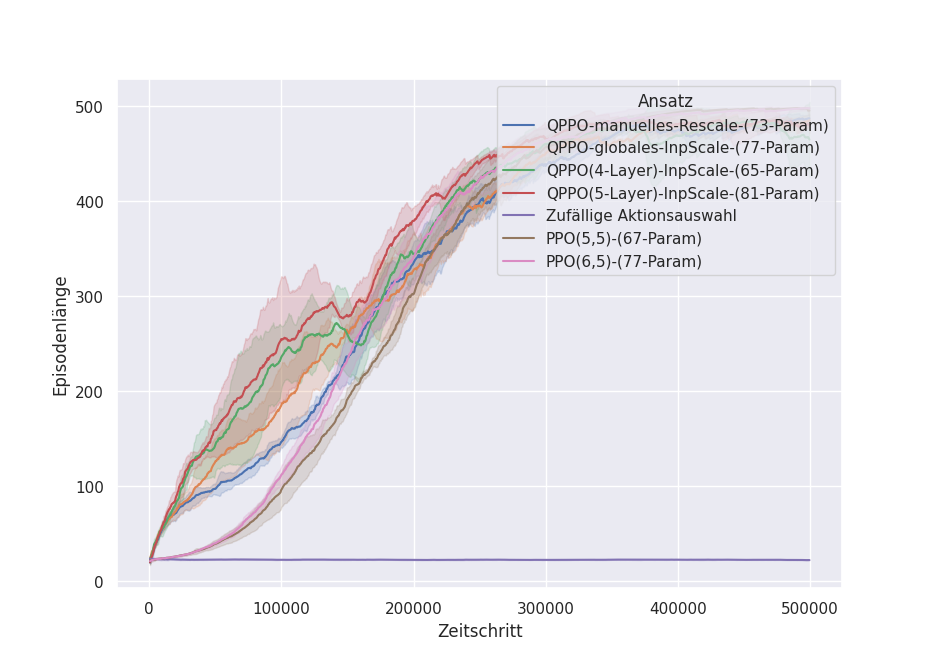 500
400
300
200
100
0
Episodenlänge
Ansatz
QPPO-manuelles-Rescale-(73-Param)
QPPO-globales-InpScale-(77-Param)
QPPO(4-Layer)-InpScale-(65-Param)
QPPO(5-Layer)-InpScale-(81-Param)
Zufällige Aktionsauswahl
PPO(5,5)-(67-Param)
PPO(6,5)-(77-Param)
0 100000 200000 300000 400000 500000
Zeitschritt